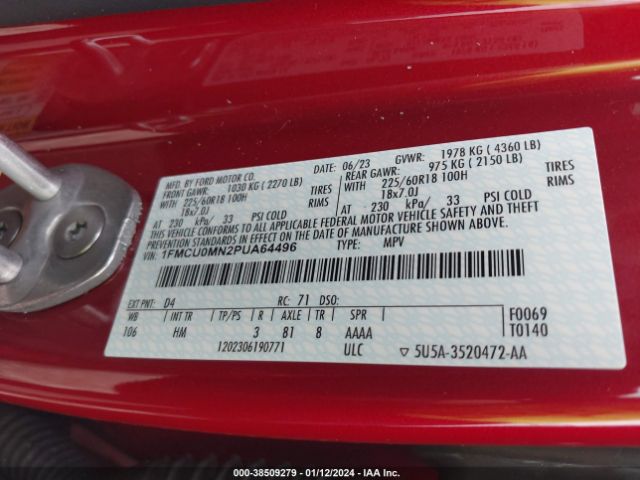 MFD. BY FORD MOTOR CO.
DATE: 06/23 GVWR: 1978 KG ( 4360 LB)
FRONT GAWR: 1030 KG ( 2270 LB) REAR GAWR: 975 KG ( 2150 LB)
WITH 225/60R18 100H TIRES WITH 225/60R18 100H TIRES
18x7.0J RIMS 18x7.0J RIMS
AT 230 kPa/ 33 PSI COLD AT 230 kPa/ 33 PSI COLD
THIS VEHICLE CONFORMS TO ALL APPLICABLE FEDERAL MOTOR VEHICLE SAFETY AND THEFT
PREVENTION STANDARDS IN EFFECT ON THE DATE OF MANUFACTURE SHOWN ABOVE.
VIN: 1FMCU0MN2PUA64496 TYPE: MPV
EXT PNT: D4 RC: 71 DSO:
WB INT TR TP/PS R AXLE TR SPR F0069
106 HM 3 81 8 AAAA T0140
1202306190771 ULC ▽ 5U5A-3520472-AA
000-38509279 - 01/12/2024 - IAA Inc.